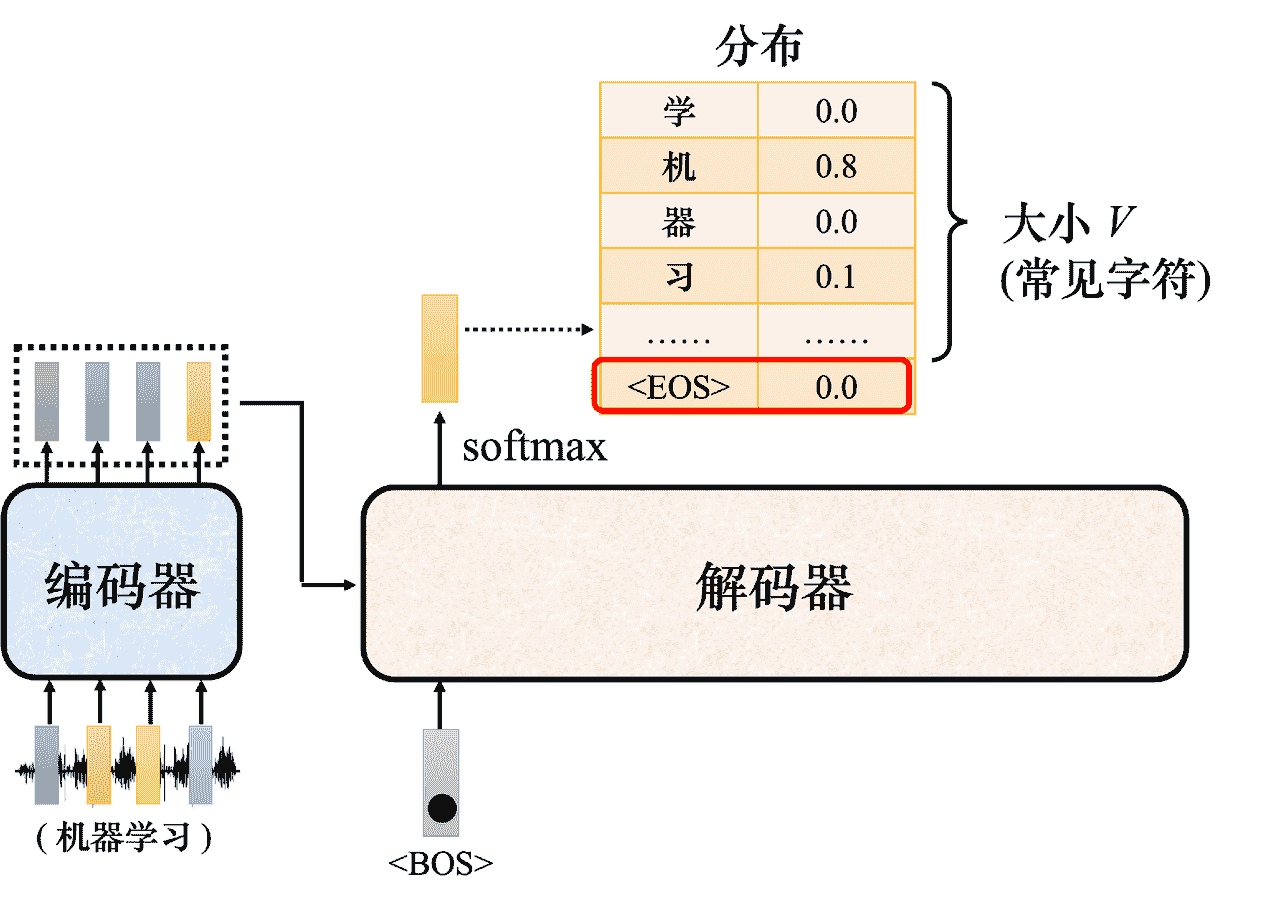 分布
学 0.0
机 0.8
器 0.0
习 0.1
…… ……
<EOS> 0.0
大小 V
(常见字符)
softmax
编码器
解码器
(机器学习)
<BOS>